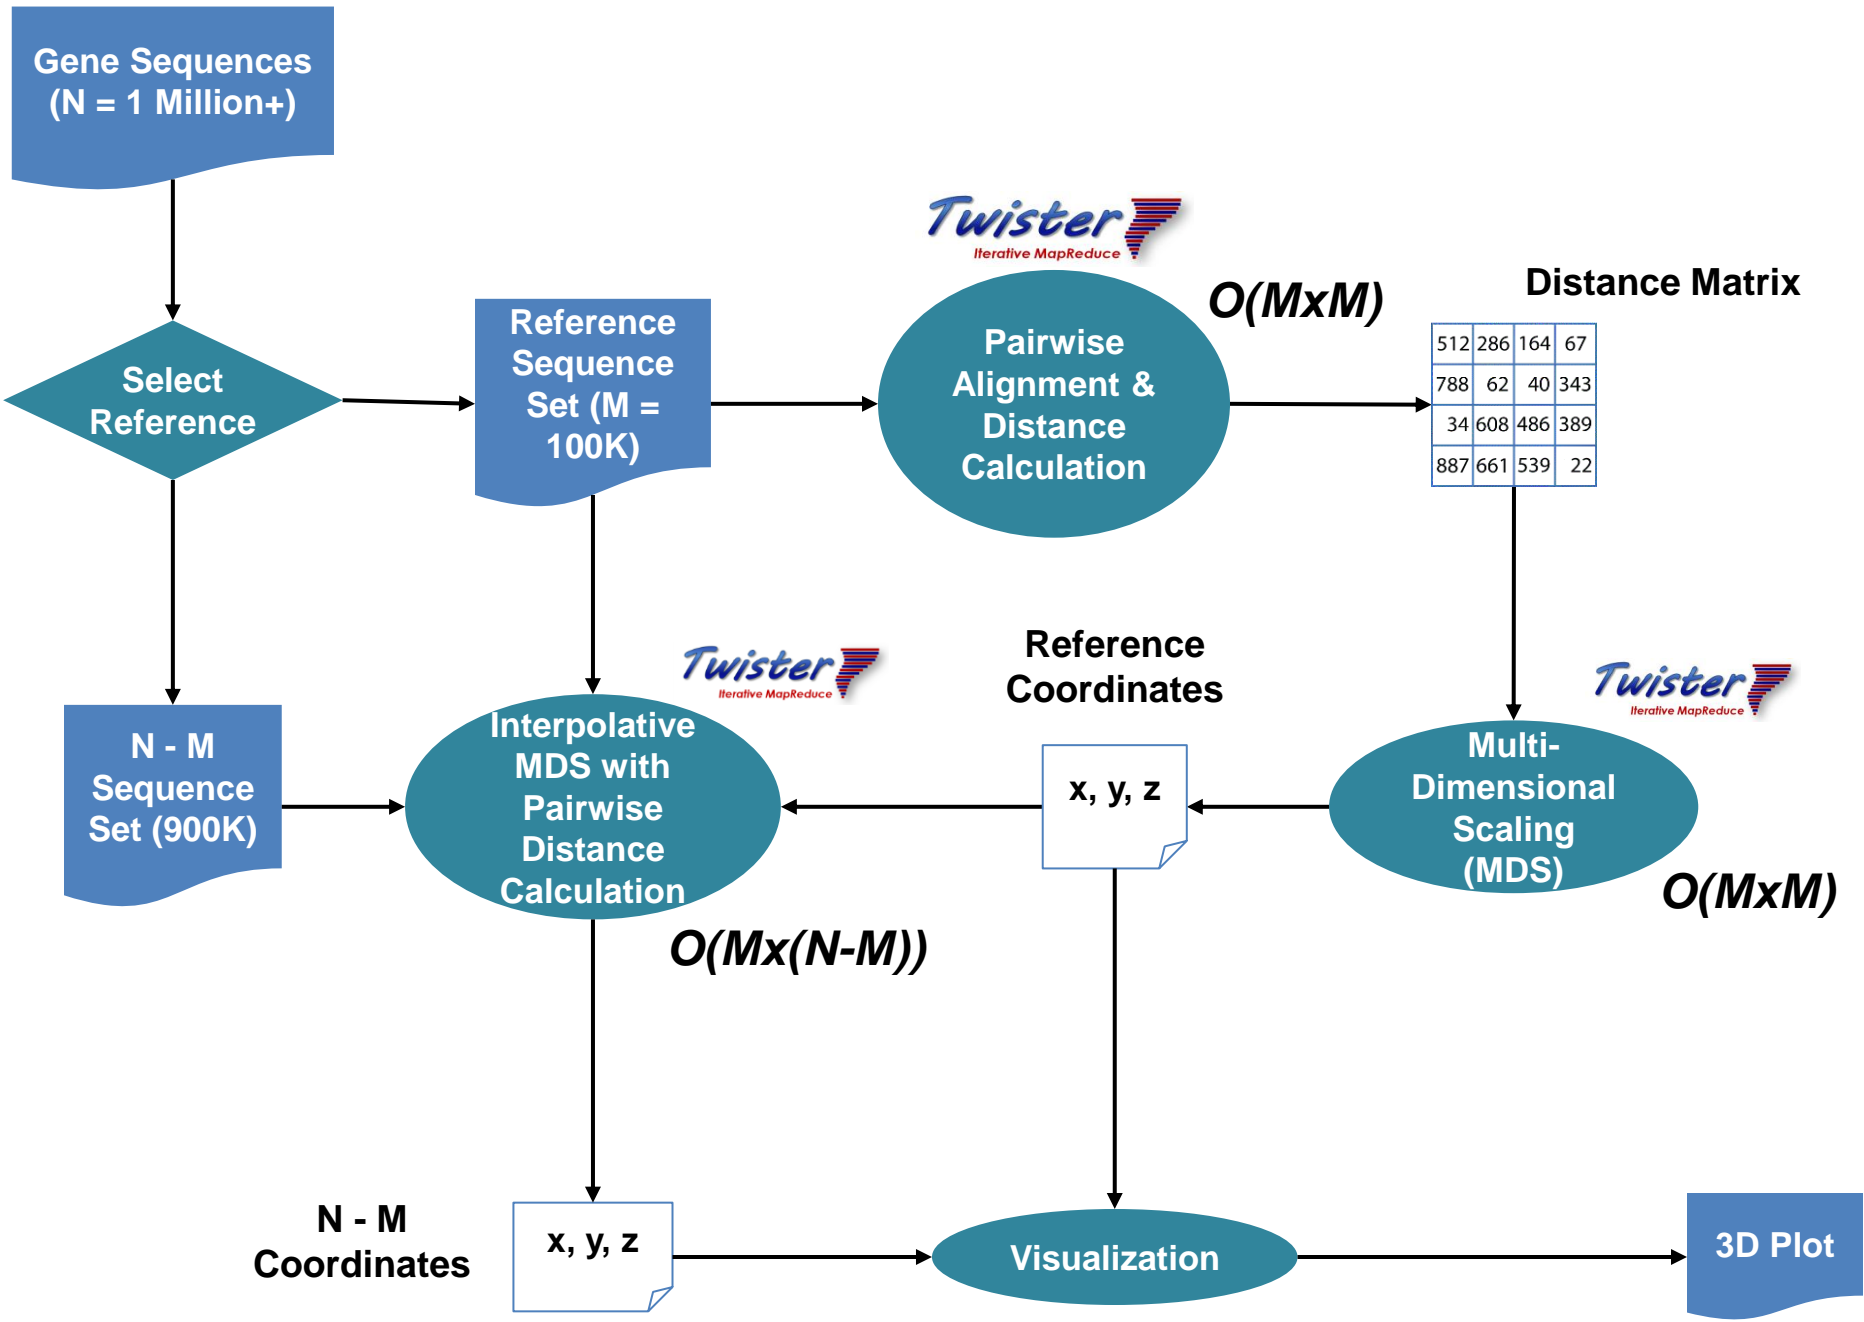 Gene Sequences
(N = 1 Million+)
Twister
Iterative MapReduce
O(MxM)
Distance Matrix
Select
Reference
Reference
Sequence
Set (M =
100K)
Pairwise
Alignment &
Distance
Calculation
512 286 164 67
788 62 40 343
34 608 486 389
887 661 539 22
Twister
Iterative MapReduce
Reference
Coordinates
Twister
Iterative MapReduce
N - M
Sequence
Set (900K)
Interpolative
MDS with
Pairwise
Distance
Calculation
x, y, z
Multi-
Dimensional
Scaling
(MDS)
O(MxM)
O(Mx(N-M))
N - M
Coordinates
x, y, z
Visualization
3D Plot